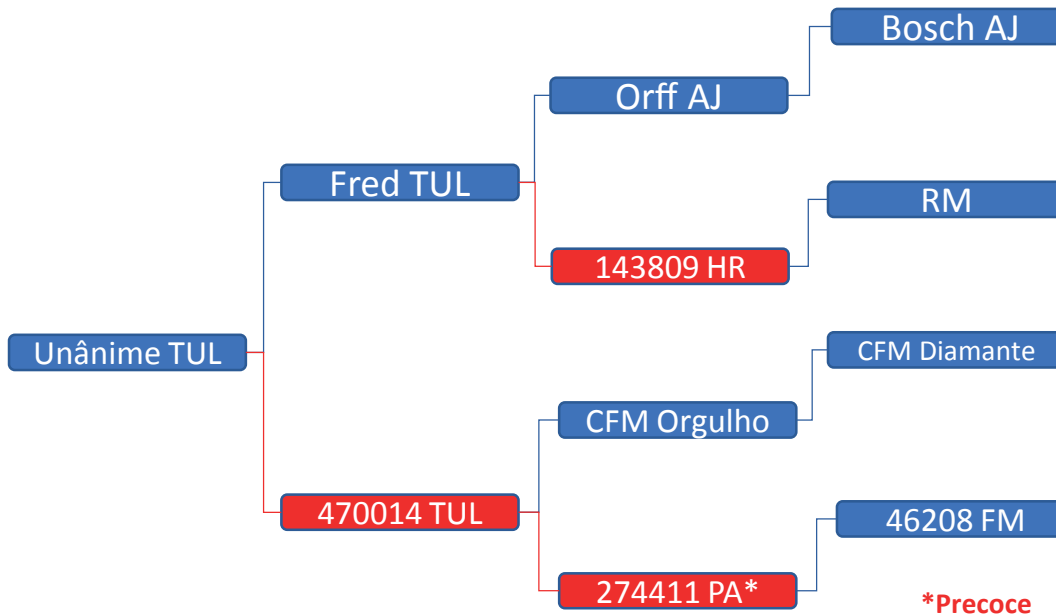 Bosch AJ
Orff AJ
Fred TUL
RM
143809 HR
Unânime TUL
CFM Diamante
CFM Orgulho
470014 TUL
46208 FM
274411 PA*
*Precoce